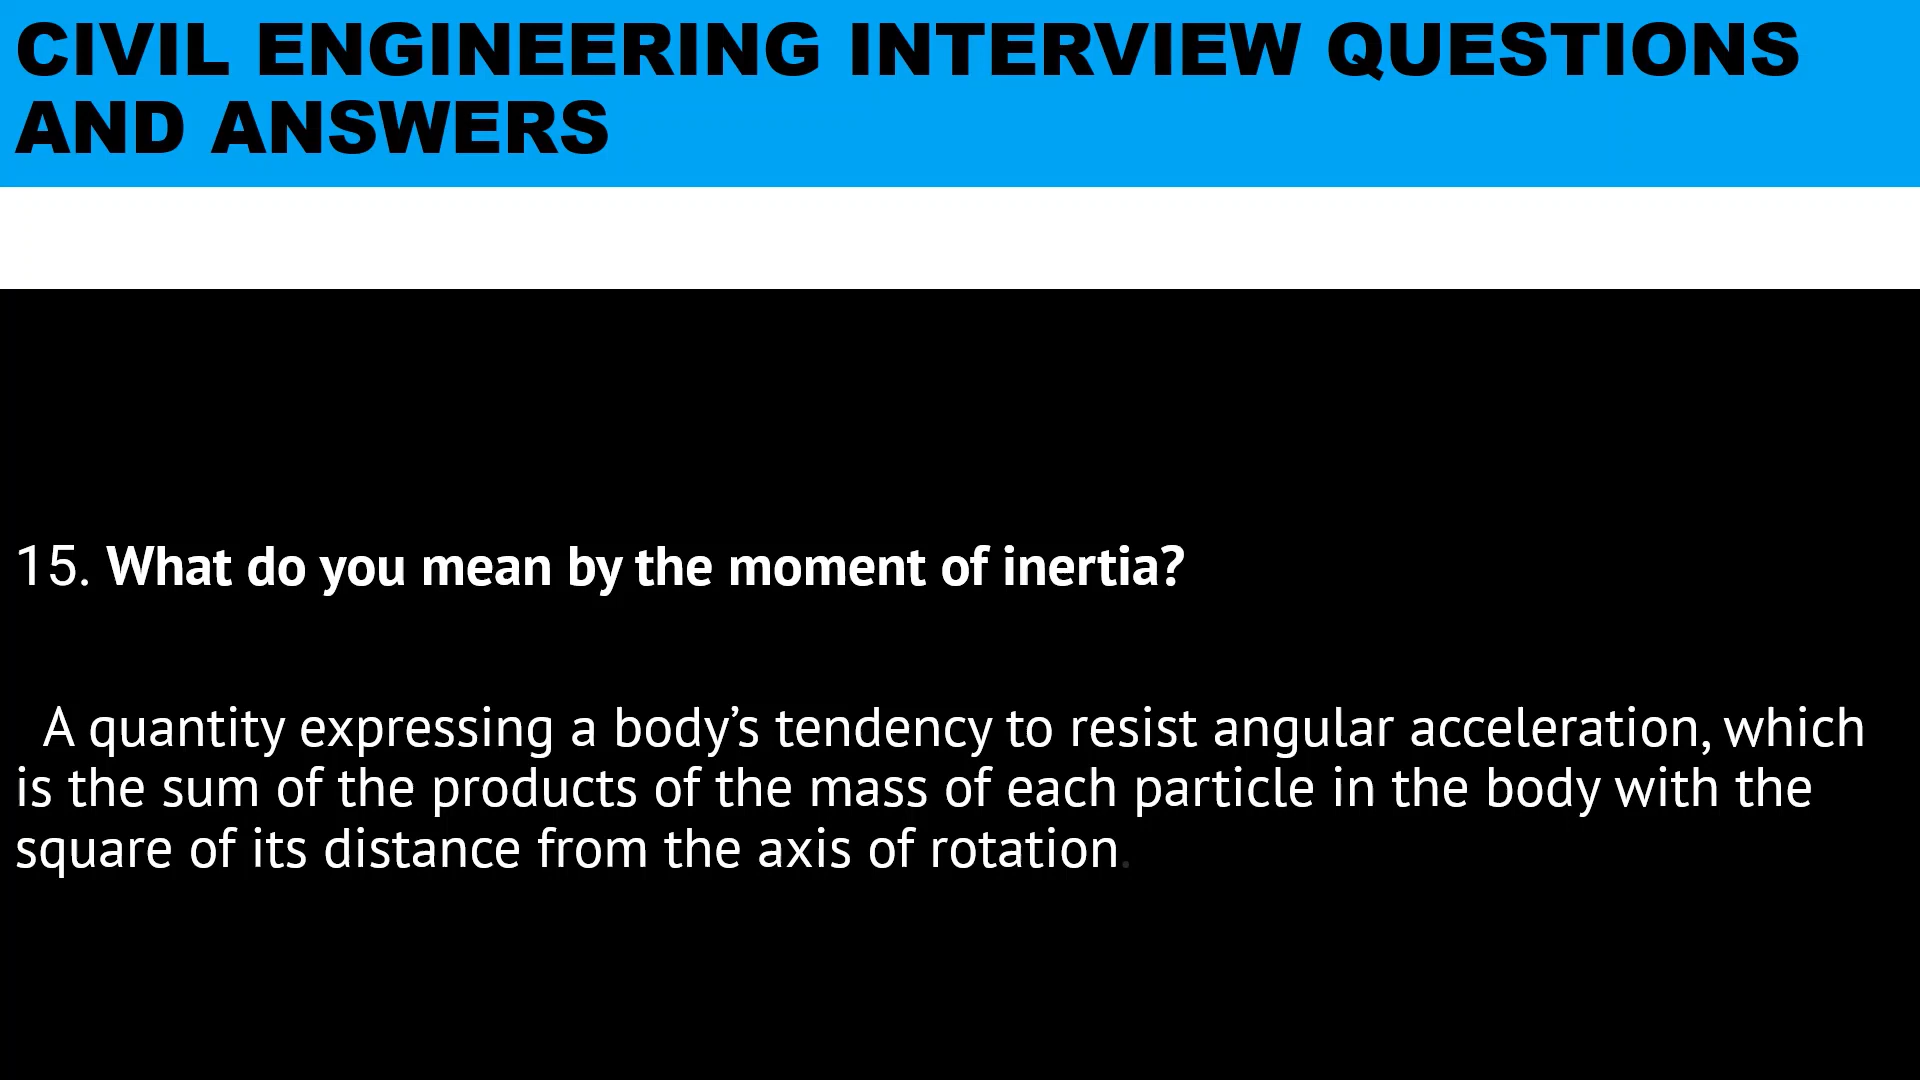 CIVIL ENGINEERING INTERVIEW QUESTIONS
AND ANSWERS
15. What do you mean by the moment of inertia?
A quantity expressing a body’s tendency to resist angular acceleration, which
is the sum of the products of the mass of each particle in the body with the
square of its distance from the axis of rotation.